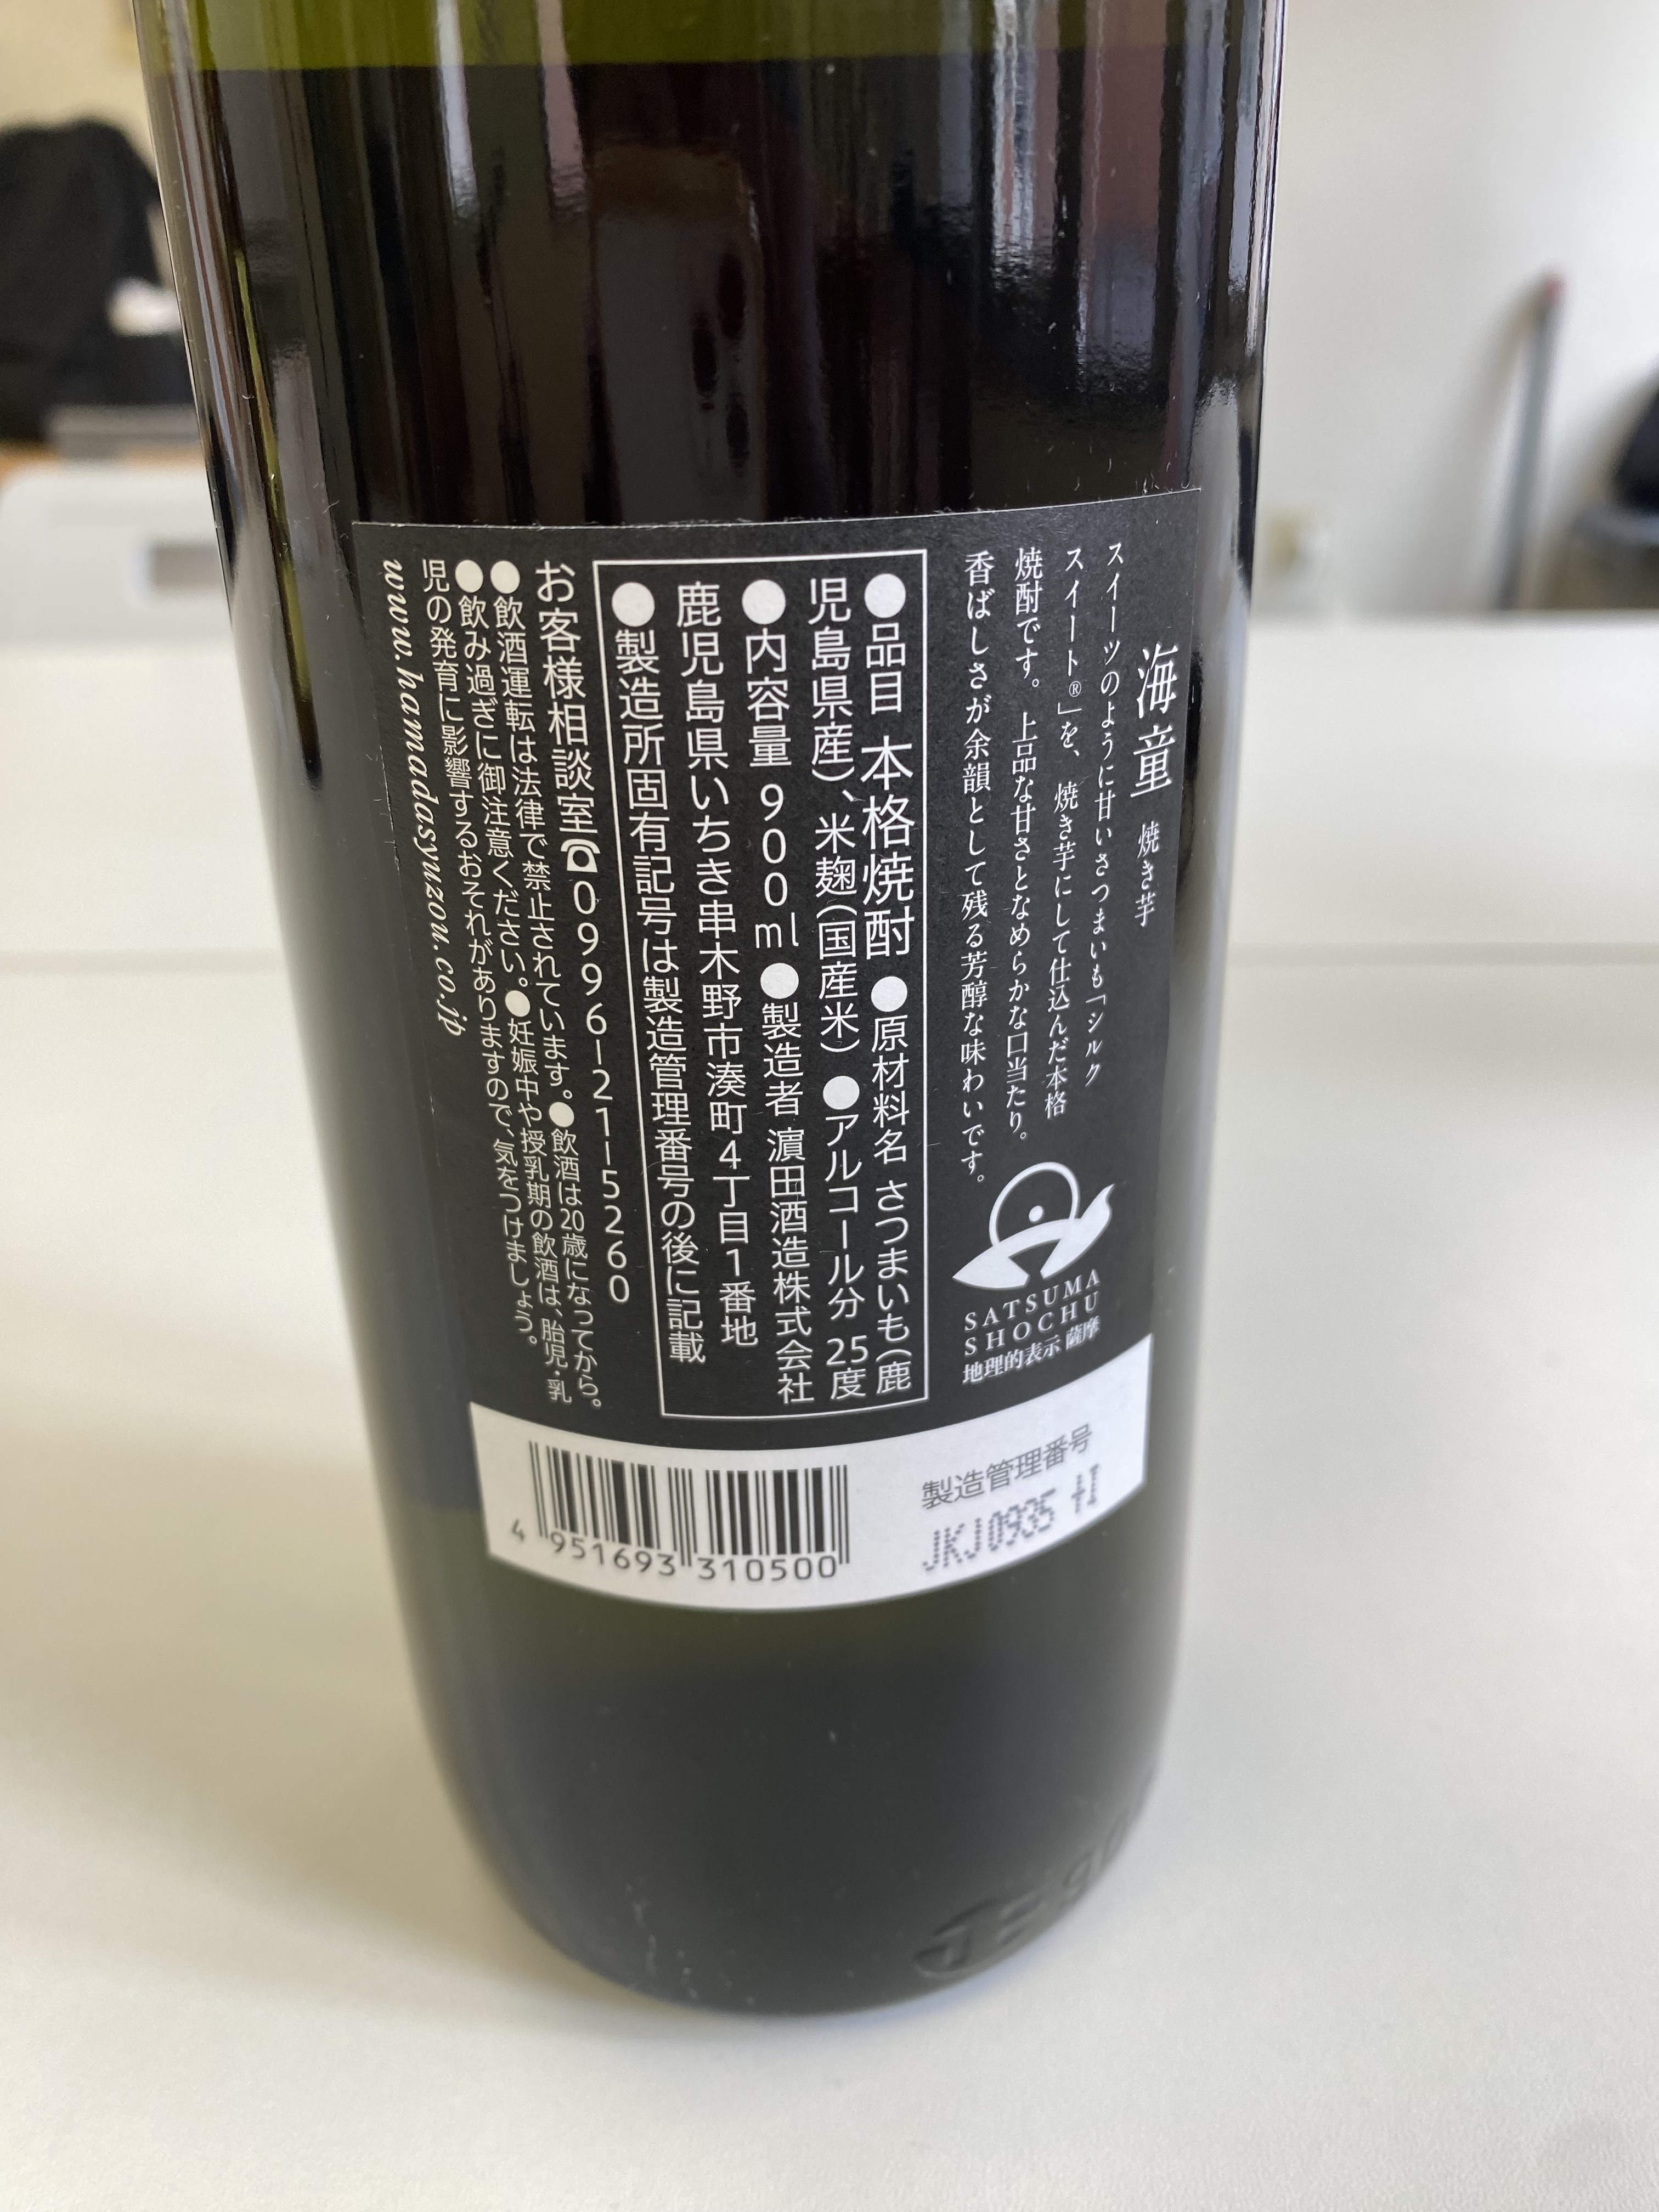 海童 焼き芋
スイーツのように甘いさつまいも「シルク
スイート®」を、焼き芋にして仕込んだ本格
焼酎です。上品な甘さとなめらかな口当たり。
香ばしさが余韻として残る芳醇な味わいです。
SATSUMA
SHOCHU
地理的表示 薩摩
●品目 本格焼酎 ●原材料名 さつまいも(鹿
児島県産)、米麹(国産米) ●アルコール分 25度
●内容量 900ml ●製造者 濵田酒造株式会社
鹿児島県いちき串木野市湊町4丁目1番地
●製造所固有記号は製造管理番号の後に記載
お客様相談室☎0996-21-5260
●飲酒運転は法律で禁止されています。●飲酒は20歳になってから。
●飲み過ぎに御注意ください。●妊娠中や授乳期の飲酒は、胎児・乳
児の発育に影響するおそれがありますので、気をつけましょう。
www.hamadasyuzou.co.jp
4 951693 310500
製造管理番号
JKJ0935